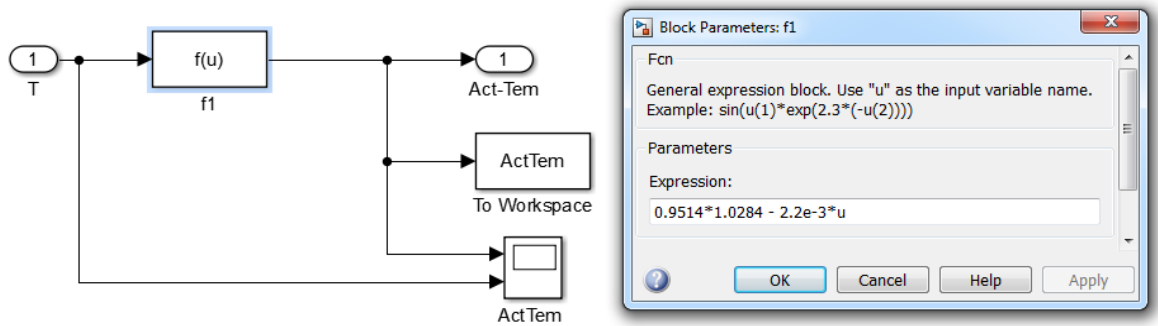 1
T
f(u)
f1
1
Act-Tem
ActTem
To Workspace
ActTem
Block Parameters: f1
Fcn
General expression block. Use "u" as the input variable name.
Example: sin(u(1)*exp(2.3*(-u(2))))
Parameters
Expression:
0.9514*1.0284 - 2.2e-3*u
OK
Cancel
Help
Apply